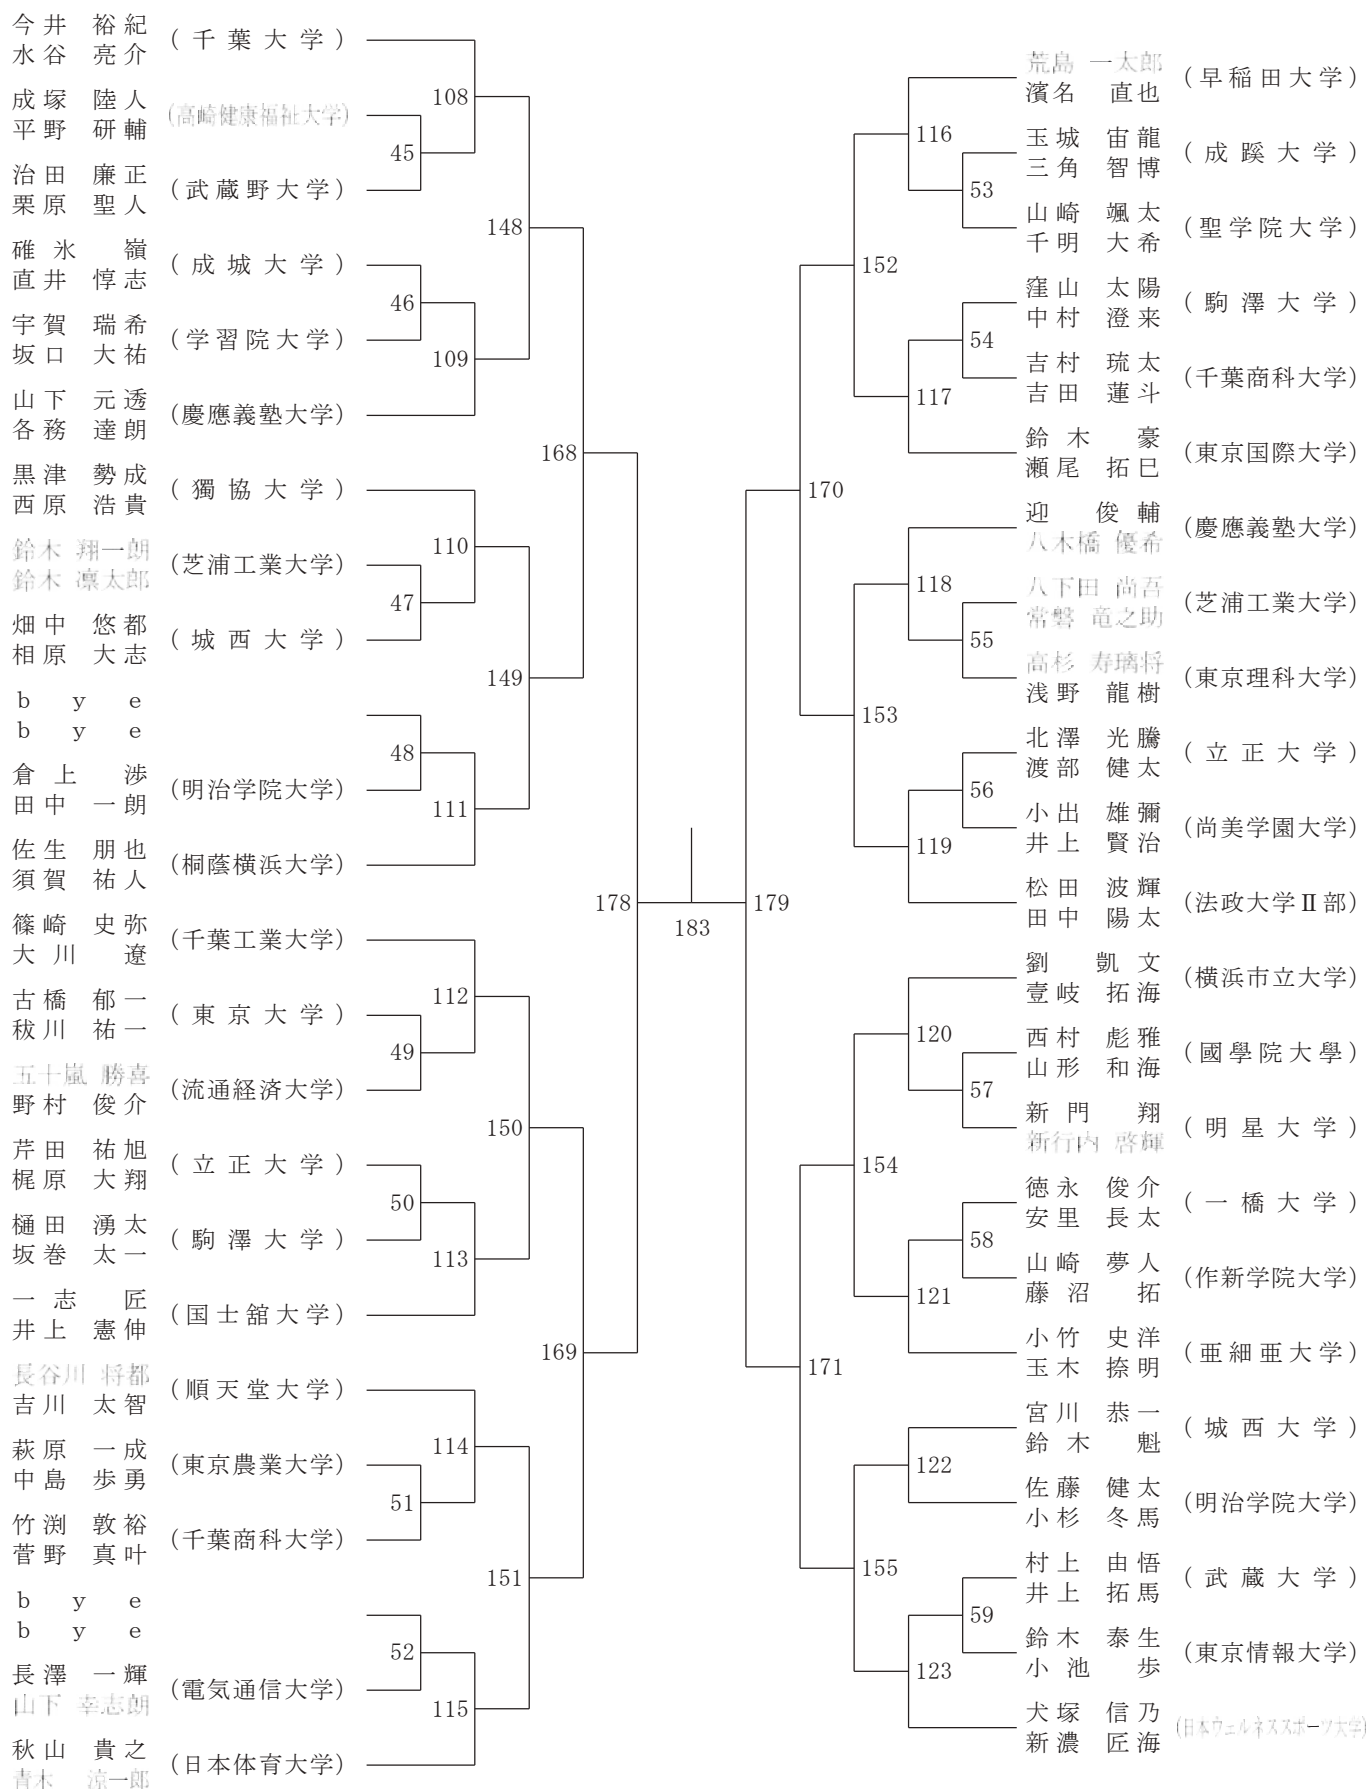 今井 裕紀
水谷 亮介
(千葉大学)
成塚 陸人
平野 研輔
(高崎健康福祉大学)
治田 廉正
栗原 聖人
(武蔵野大学)
碓氷 嶺
直井 惇志
(成城大学)
宇賀 瑞希
坂口 大祐
(学習院大学)
山下 元透
各務 達朗
(慶應義塾大学)
黒津 勢成
西原 浩貴
(獨協大学)
鈴木 翔一朗
鈴木 凛太郎
(芝浦工業大学)
畑中 悠都
相原 大志
(城西大学)
bye
bye
倉上 渉
田中 一朗
(明治学院大学)
佐生 朋也
須賀 祐人
(桐蔭横浜大学)
篠崎 史弥
大川 遼
(千葉工業大学)
古橋 郁一
秡川 祐一
(東京大学)
五十嵐 勝喜
野村 俊介
(流通経済大学)
芹田 祐旭
梶原 大翔
(立正大学)
樋田 湧太
坂巻 太一
(駒澤大学)
一志 匠
井上 憲伸
(国士舘大学)
長谷川 将都
吉川 太智
(順天堂大学)
萩原 一成
中島 歩勇
(東京農業大学)
竹渕 敦裕
菅野 真叶
(千葉商科大学)
bye
bye
長澤 一輝
山下 幸志朗
(電気通信大学)
秋山 貴之
青木 涼一郎
(日本体育大学)
45
46
47
48
49
50
51
52
108
109
110
111
112
113
114
115
148
149
150
151
168
169
178
183
179
170
171
152
153
154
155
116
117
118
119
120
121
122
123
53
54
55
56
57
58
59
荒島 一太郎
濱名 直也
(早稲田大学)
玉城 宙龍
三角 智博
(成蹊大学)
山崎 颯太
千明 大希
(聖学院大学)
窪山 太陽
中村 澄来
(駒澤大学)
吉村 琉太
吉田 蓮斗
(千葉商科大学)
鈴木 豪
瀬尾 拓巳
(東京国際大学)
迎 俊輔
八木橋 優希
(慶應義塾大学)
八下田 尚吾
常磐 竜之助
(芝浦工業大学)
高杉 寿璃将
浅野 龍樹
(東京理科大学)
北澤 光騰
渡部 健太
(立正大学)
小出 雄彌
井上 賢治
(尚美学園大学)
松田 波輝
田中 陽太
(法政大学Ⅱ部)
劉 凱文
壹岐 拓海
(横浜市立大学)
西村 彪雅
山形 和海
(國學院大學)
新門 翔
新行内 啓輝
(明星大学)
徳永 俊介
安里 長太
(一橋大学)
山崎 夢人
藤沼 拓
(作新学院大学)
小竹 史洋
玉木 捺明
(亜細亜大学)
宮川 恭一
鈴木 魁
(城西大学)
佐藤 健太
小杉 冬馬
(明治学院大学)
村上 由悟
井上 拓馬
(武蔵大学)
鈴木 泰生
小池 歩
(東京情報大学)
犬塚 信乃
新濃 匠海
(日本ウェルネススポーツ大学)